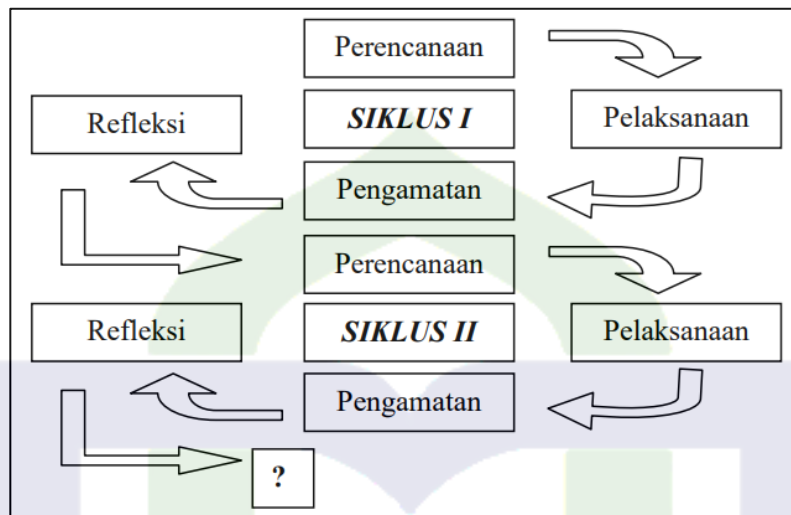 Perencanaan
Refleksi
SIKLUS I
Pelaksanaan
Pengamatan
Perencanaan
Refleksi
SIKLUS II
Pelaksanaan
Pengamatan
?